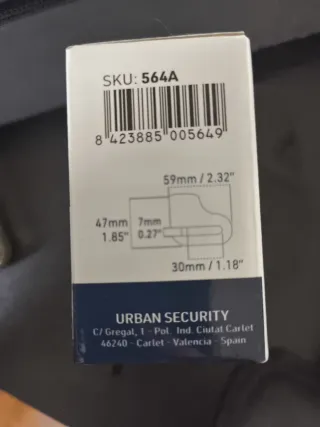 SKU: 564A
8 423885 005649
59mm / 2.32"
47mm 7mm
1.85" 0.27"
30mm / 1.18"
URBAN SECURITY
C/ Gregal, 1 - Pol. Ind. Ciutat Carlet
46240 - Carlet - Valencia - Spain